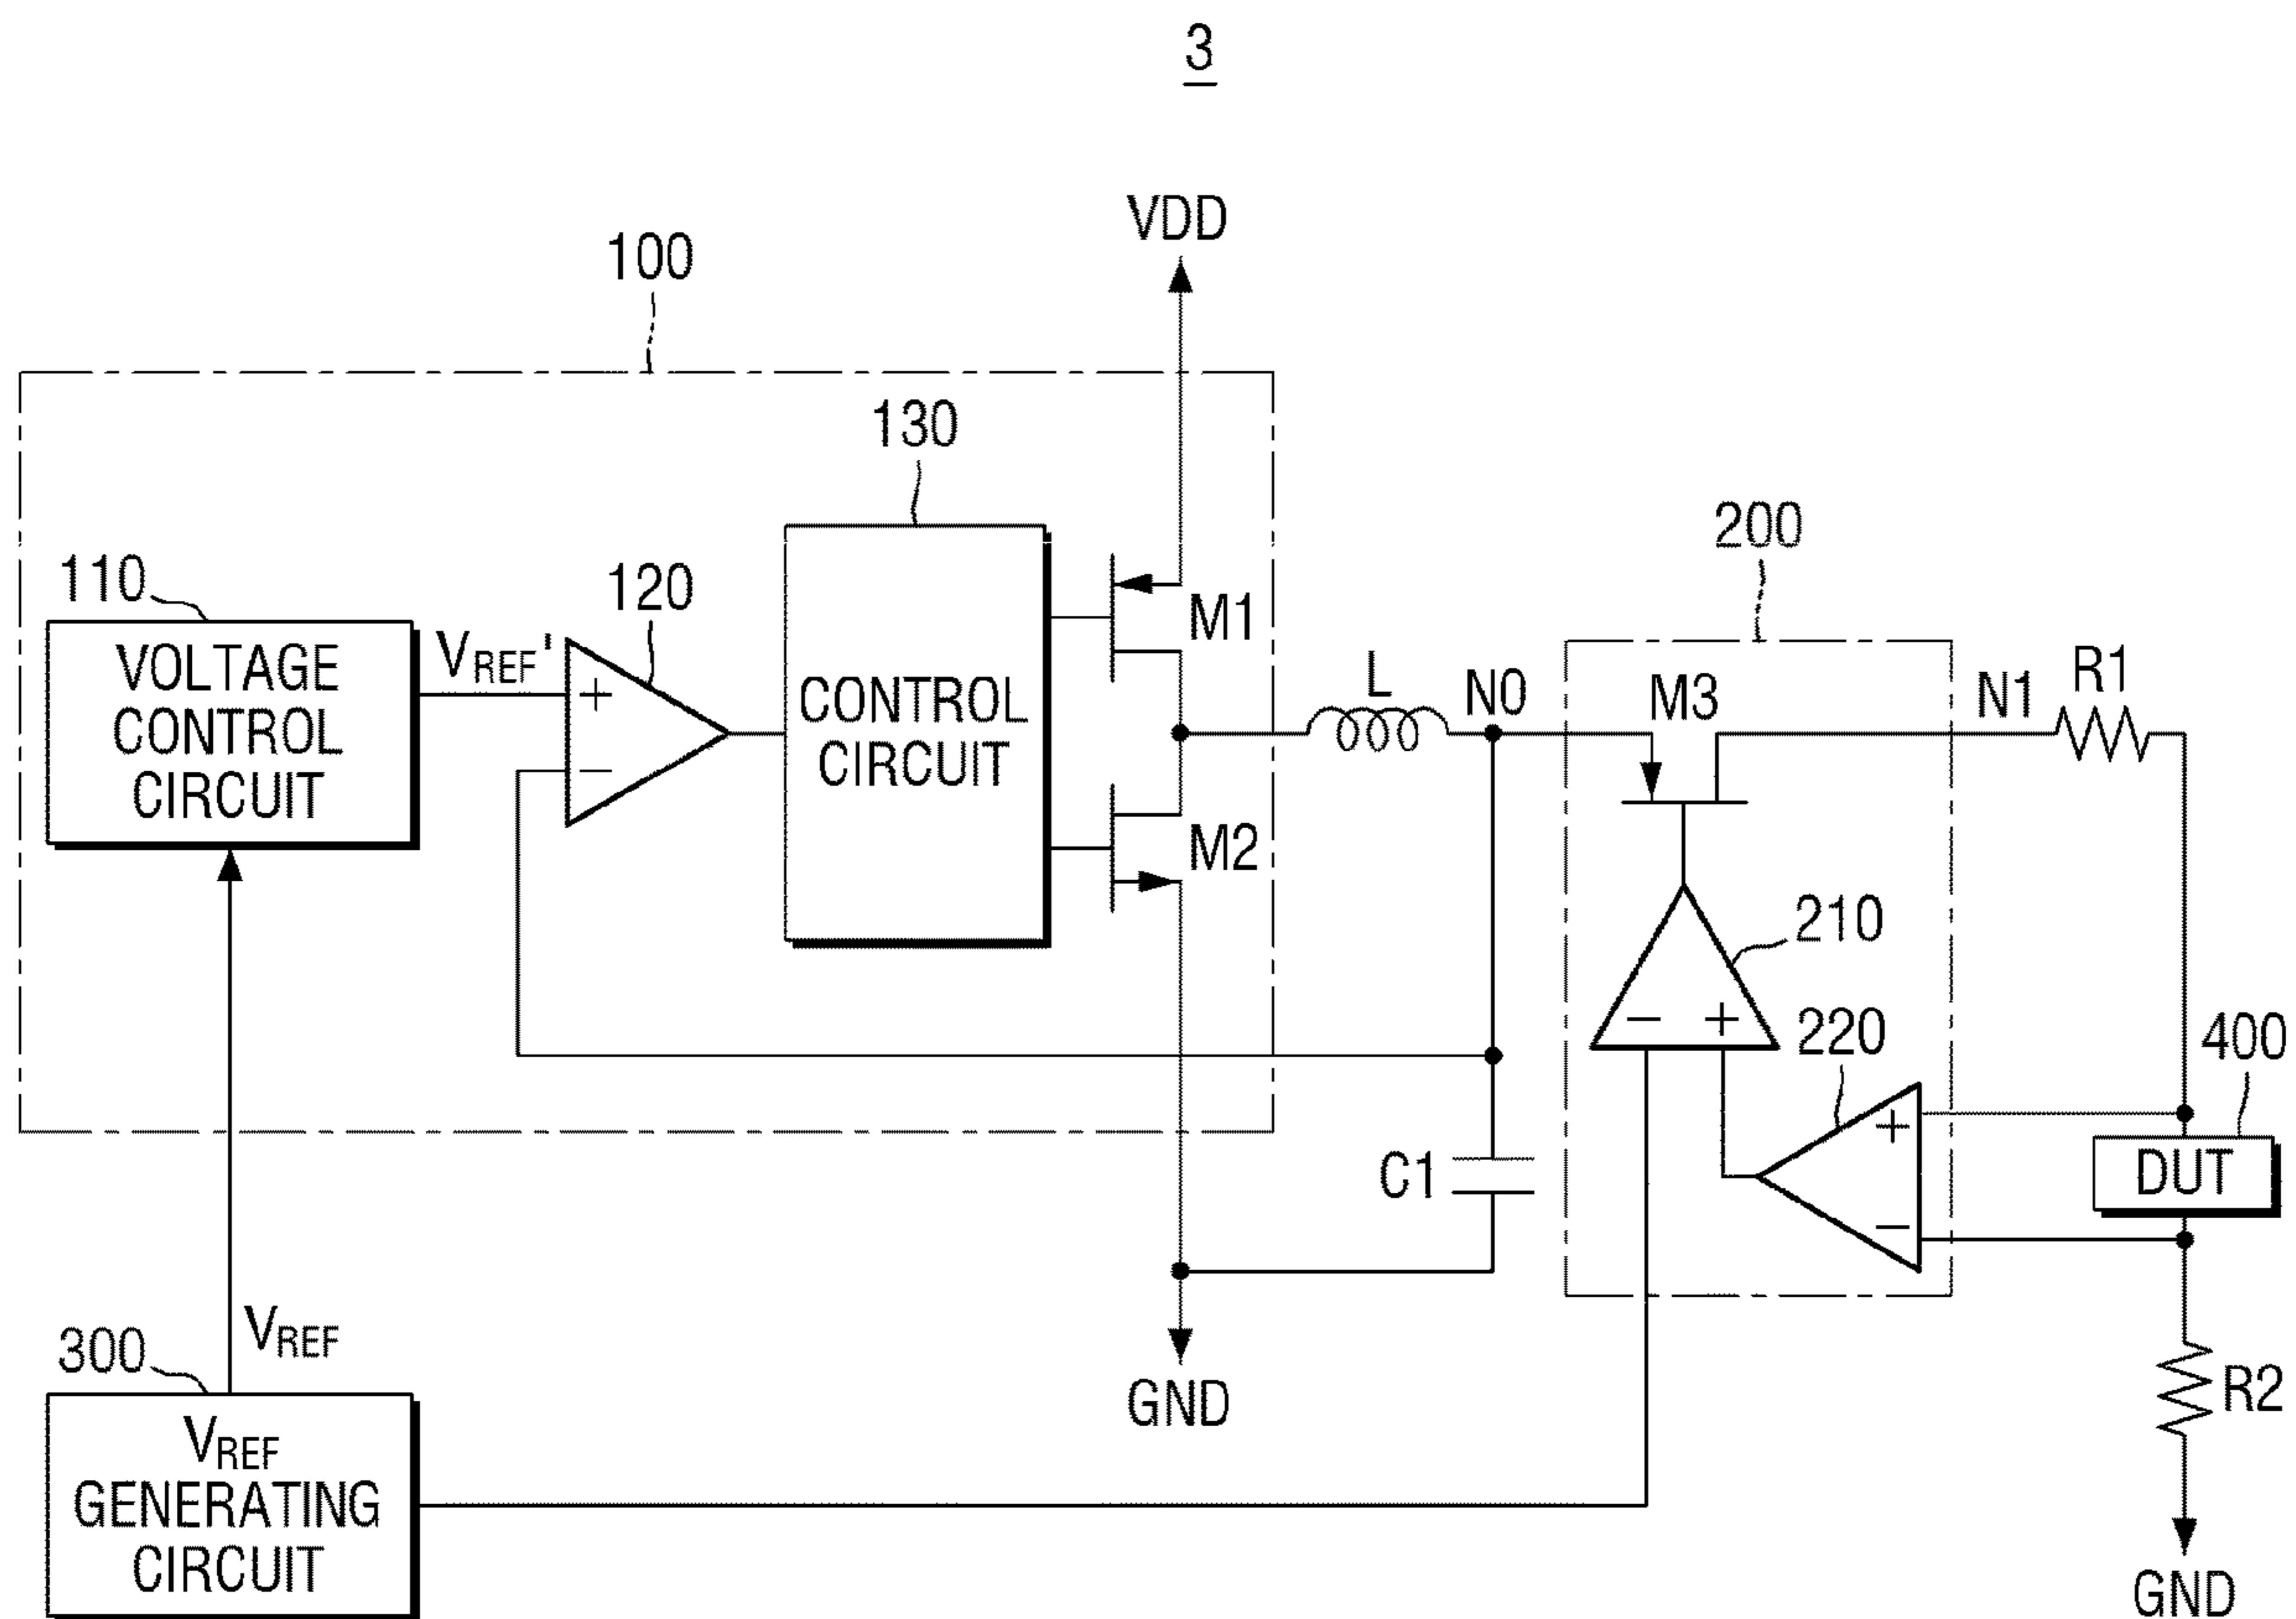 3
VDD
100
130
200
110
120
VOLTAGE
CONTROL
CIRCUIT
VREF'
+
−
CONTROL
CIRCUIT
M1
M2
L
N0
M3
N1
R1
210
− +
220
+
−
400
DUT
C1
300
VREF
GND
R2
VREF
GENERATING
CIRCUIT
GND